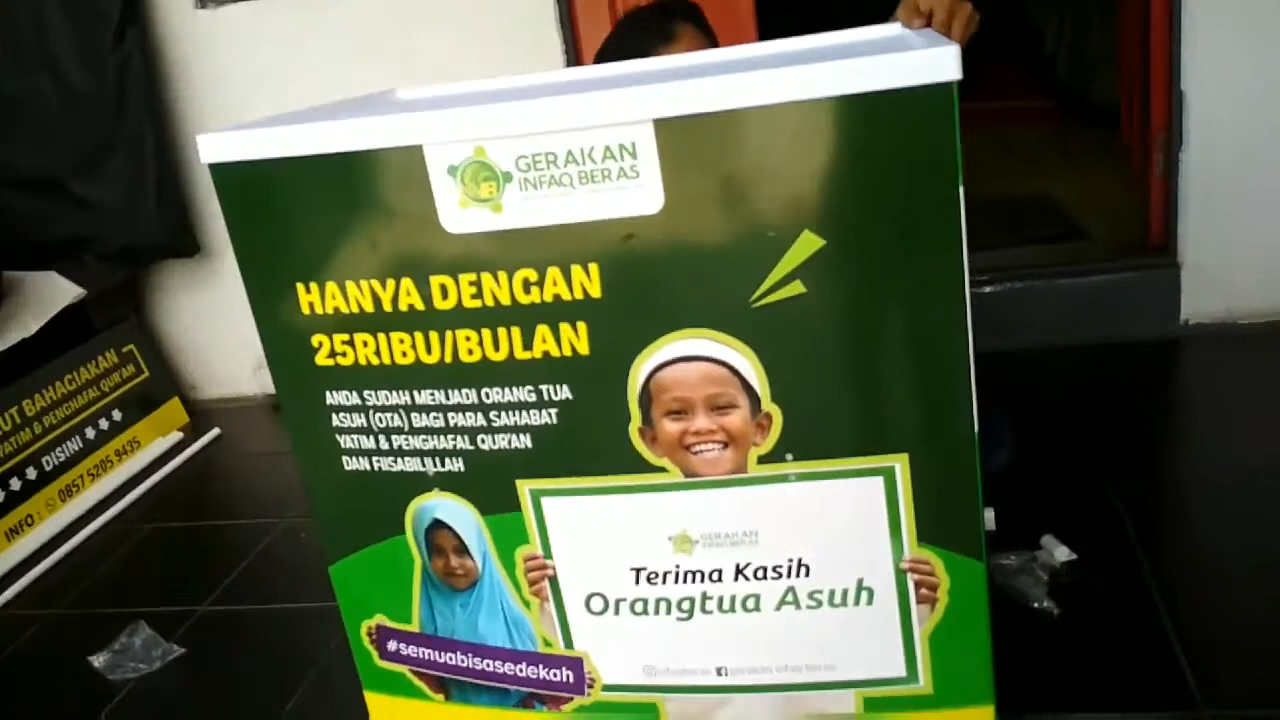 GERAKAN
INFAQ BERAS
HANYA DENGAN
25RIBU/BULAN
ANDA SUDAH MENJADI ORANG TUA
ASUH (OTA) BAGI PARA SAHABAT
YATIM & PENGHAFAL QUR'AN
DAN FIISABILILLAH
GERAKAN
INFAQ BERAS
Terima Kasih
Orangtua Asuh
#semuabisasedekah
UT BAHAGIAKAN
YATIM & PENGHAFAL QUR'AN
DISINI
INFO : 0857 5205 9435